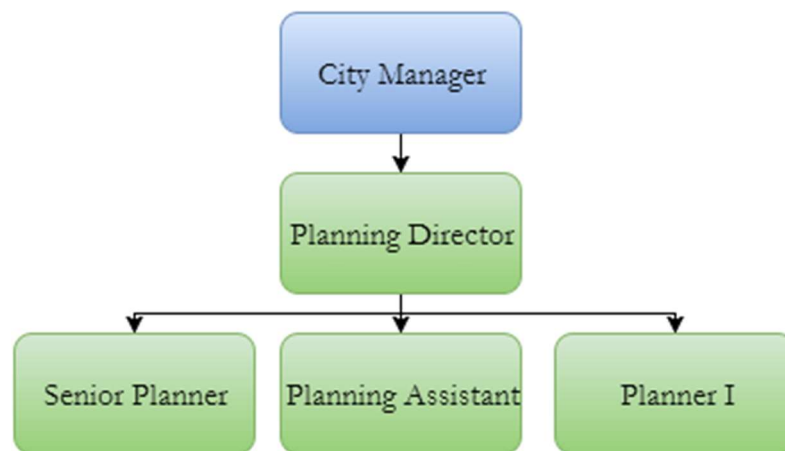 City Manager
Planning Director
Senior Planner
Planning Assistant
Planner I